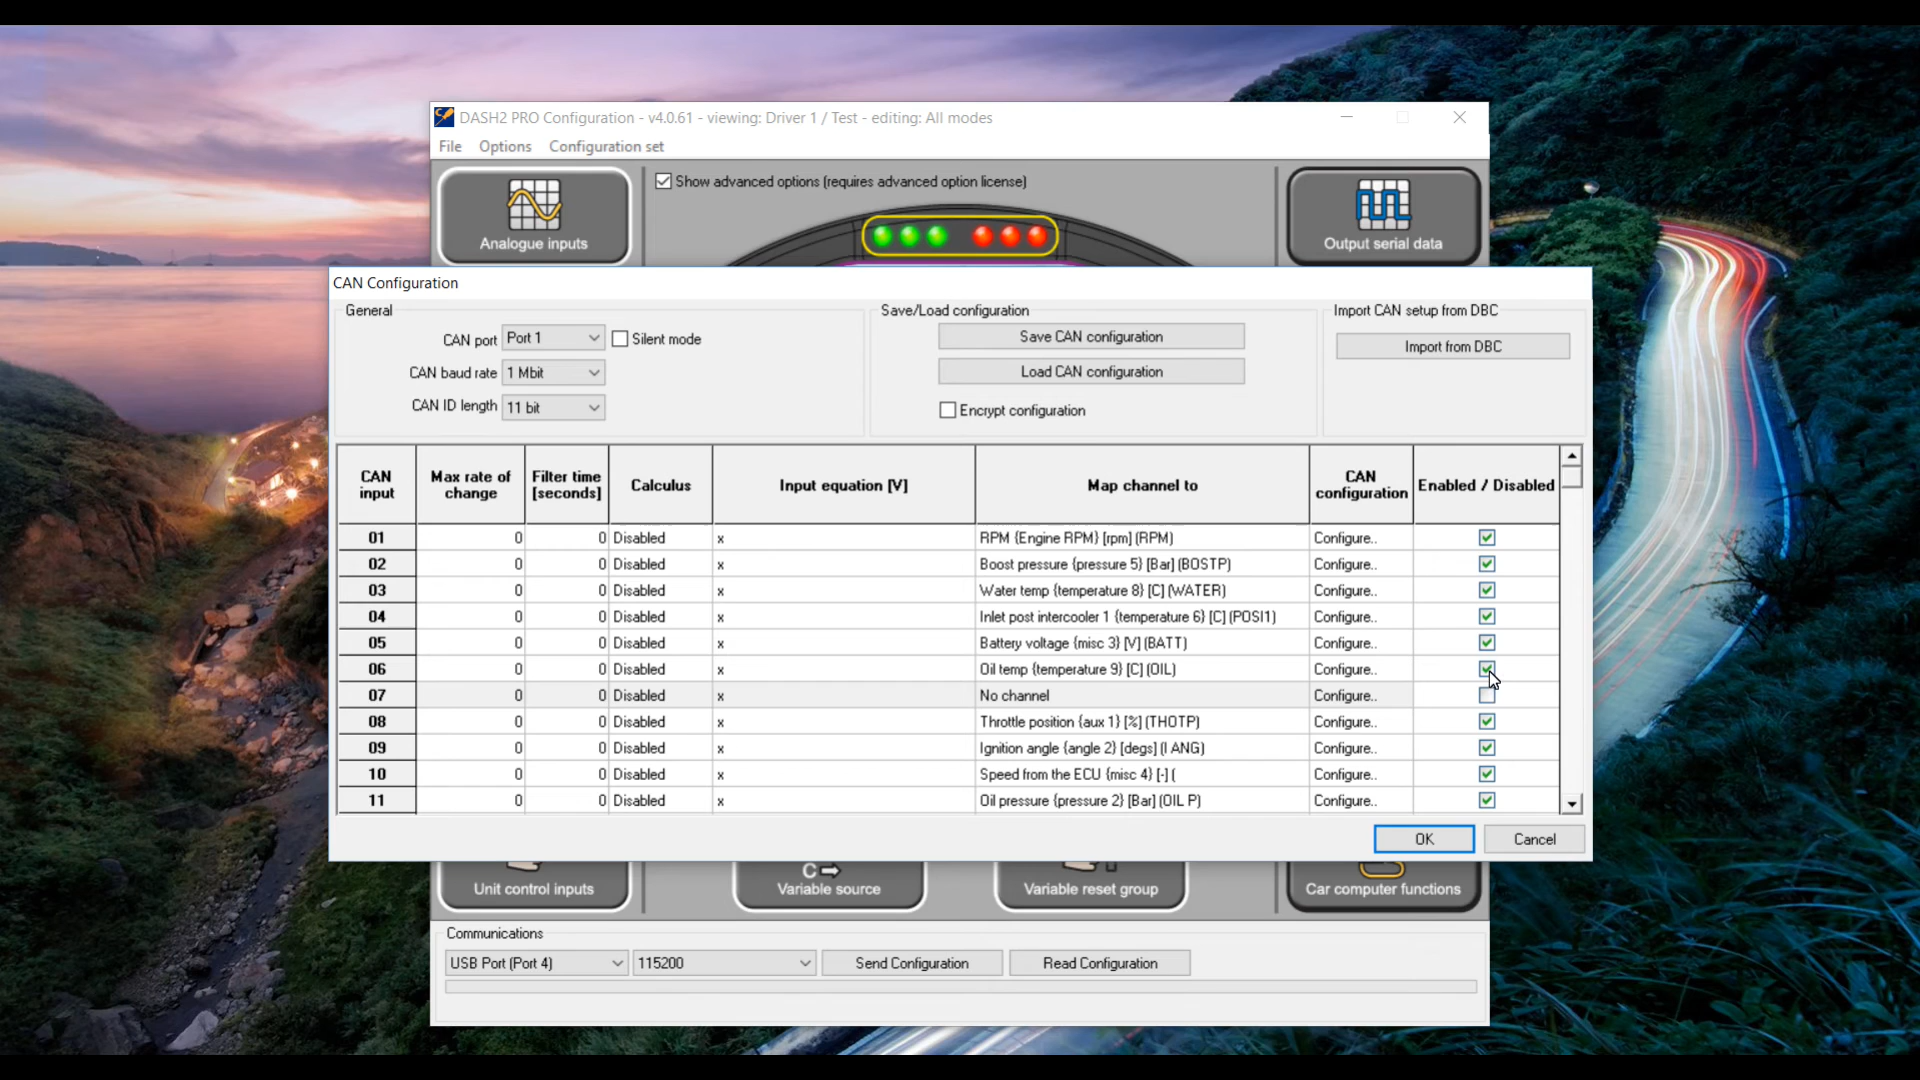 DASH2 PRO Configuration - v4.0.61 - viewing: Driver 1 / Test - editing: All modes
File Options Configuration set
Show advanced options (requires advanced option license)
Analogue inputs
Output serial data
CAN Configuration
General
CAN port Port 1 Silent mode
CAN baud rate 1 Mbit
CAN ID length 11 bit
Save/Load configuration
Save CAN configuration
Load CAN configuration
Encrypt configuration
Import CAN setup from DBC
Import from DBC
CAN input Max rate of change Filter time [seconds] Calculus Input equation [V] Map channel to CAN configuration Enabled / Disabled
01 0 0 Disabled x RPM {Engine RPM} [rpm] (RPM) Configure..
02 0 0 Disabled x Boost pressure {pressure 5} [Bar] (BOSTP) Configure..
03 0 0 Disabled x Water temp {temperature 8} [C] (WATER) Configure..
04 0 0 Disabled x Inlet post intercooler 1 {temperature 6} [C] (POSI1) Configure..
05 0 0 Disabled x Battery voltage {misc 3} [V] (BATT) Configure..
06 0 0 Disabled x Oil temp {temperature 9} [C] (OIL) Configure..
07 0 0 Disabled x No channel Configure..
08 0 0 Disabled x Throttle position {aux 1} [%] (THOTP) Configure..
09 0 0 Disabled x Ignition angle {angle 2} [degs] (I ANG) Configure..
10 0 0 Disabled x Speed from the ECU {misc 4} [-] ( Configure..
11 0 0 Disabled x Oil pressure {pressure 2} [Bar] (OIL P) Configure..
OK Cancel
Unit control inputs
C
Variable source
Variable reset group
Car computer functions
Communications
USB Port (Port 4) 115200 Send Configuration Read Configuration